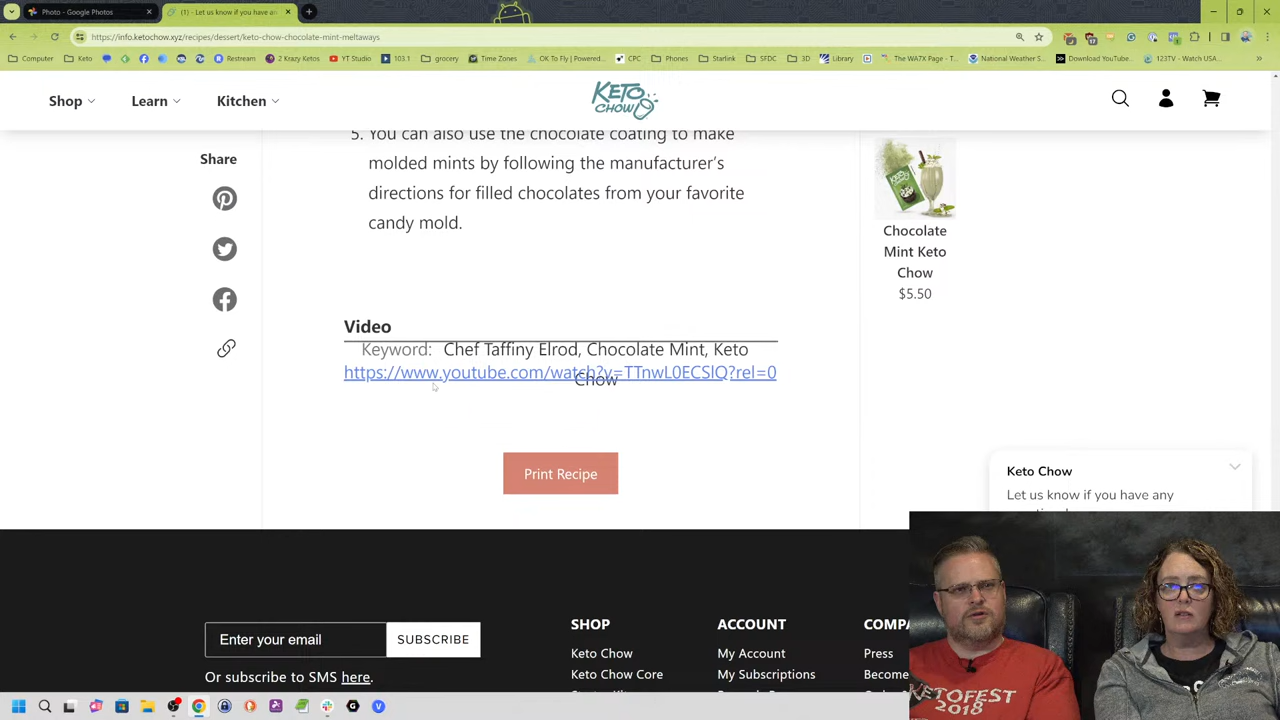 Photo - Google Photos
(1) - Let us know if you have an
https://info.ketochow.xyz/recipes/dessert/keto-chow-chocolate-mint-meltaways
Computer Keto Restream 2 Krazy Ketos YT Studio 103.1 grocery Time Zones OK To Fly (Preflig... CPC Phones Starlink SFDC 3D Library The WA7X Page - T... National Weather S... Download YouTube... 123TV - Watch USA...
Shop Learn Kitchen
KETO CHOW
Share
5. You can also use the chocolate coating to make
molded mints by following the manufacturer's
directions for filled chocolates from your favorite
candy mold.
Chocolate
Mint Keto
Chow
$5.50
Video
Keyword: Chef Taffiny Elrod, Chocolate Mint, Keto
Chow
https://www.youtube.com/watch?v=TTnwL0ECSlQ?rel=0
Print Recipe
Keto Chow
Let us know if you have any
Enter your email SUBSCRIBE
Or subscribe to SMS here.
SHOP
Keto Chow
Keto Chow Core
ACCOUNT
My Account
My Subscriptions
COMPA
Press
Become
KETOFEST
2018